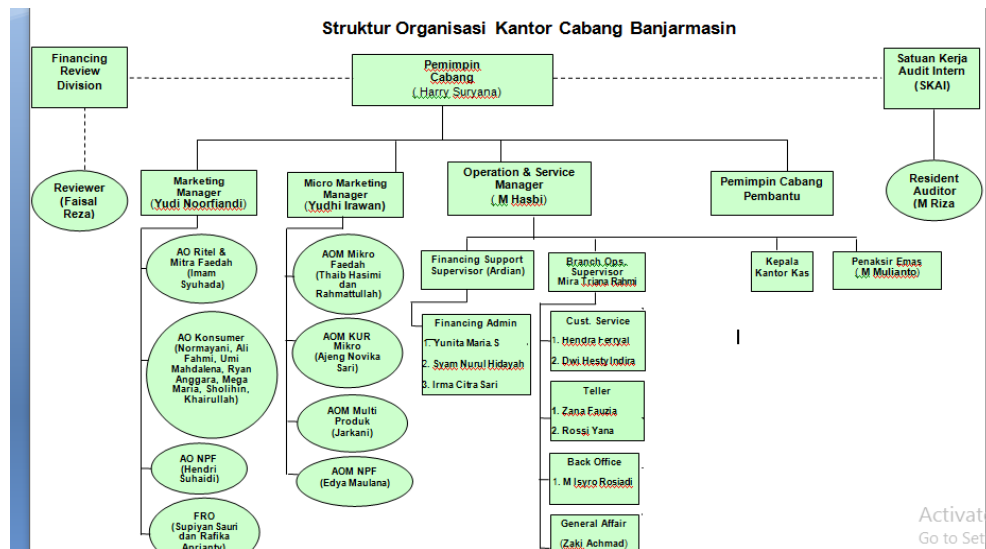 Struktur Organisasi Kantor Cabang Banjarmasin
Financing
Review
Division
Pemimpin
Cabang
( Harry Suryana)
Satuan Kerja
Audit Intern
(SKAI)
Reviewer
(Faisal
Reza)
Marketing
Manager
(Yudi Noorfiandi)
Micro Marketing
Manager
(Yudhi Irawan)
Operation & Service
Manager
( M Hasbi)
Pemimpin Cabang
Pembantu
Resident
Auditor
(M Riza
AO Ritel &
Mitra Faedah
(Imam
Syuhada)
AO Konsumer
(Normayani, Ali
Fahmi, Umi
Mahdalena, Ryan
Anggara, Mega
Maria, Sholihin,
Khairullah)
AO NPF
(Hendri
Suhaidi)
FRO
(Supiyan Sauri
dan Rafika
Aprianty)
AOM Mikro
Faedah
(Thaib Hasimi
dan
Rahmattullah)
AOM KUR
Mikro
(Ajeng Novika
Sari)
AOM Multi
Produk
(Jarkani)
AOM NPF
(Edya Maulana)
Financing Support
Supervisor (Ardian)
Financing Admin
1. Yunita Maria. S
2. Syam Nurul Hidayah
3. Irma Citra Sari
Branch Ops.
Supervisor
Mira Triana Rahmi
Cust. Service
1. Hendra Ferryal
2. Dwi Hesty Indira
Teller
1. Zana Fauzia
2. Rossi Yana
Back Office
1. M Isyro Rosiadi
General Affair
(Zaki Achmad)
Kepala
Kantor Kas
Penaksir Emas
( M Mulianto)
Activat
Go to Set